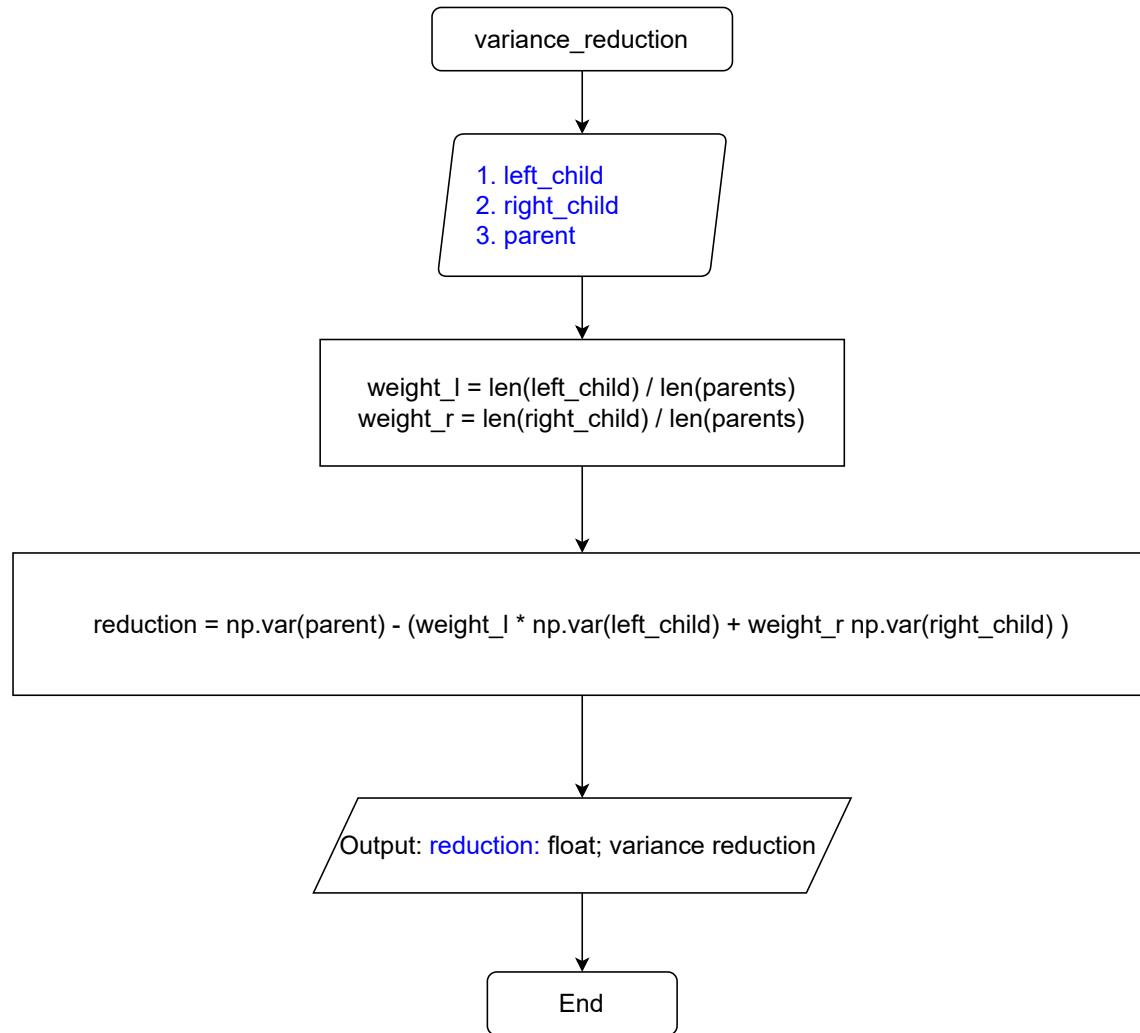 variance_reduction
1. left_child
2. right_child
3. parent
weight_l = len(left_child) / len(parents)
weight_r = len(right_child) / len(parents)
reduction = np.var(parent) - (weight_l * np.var(left_child) + weight_r np.var(right_child) )
Output: reduction: float; variance reduction
End